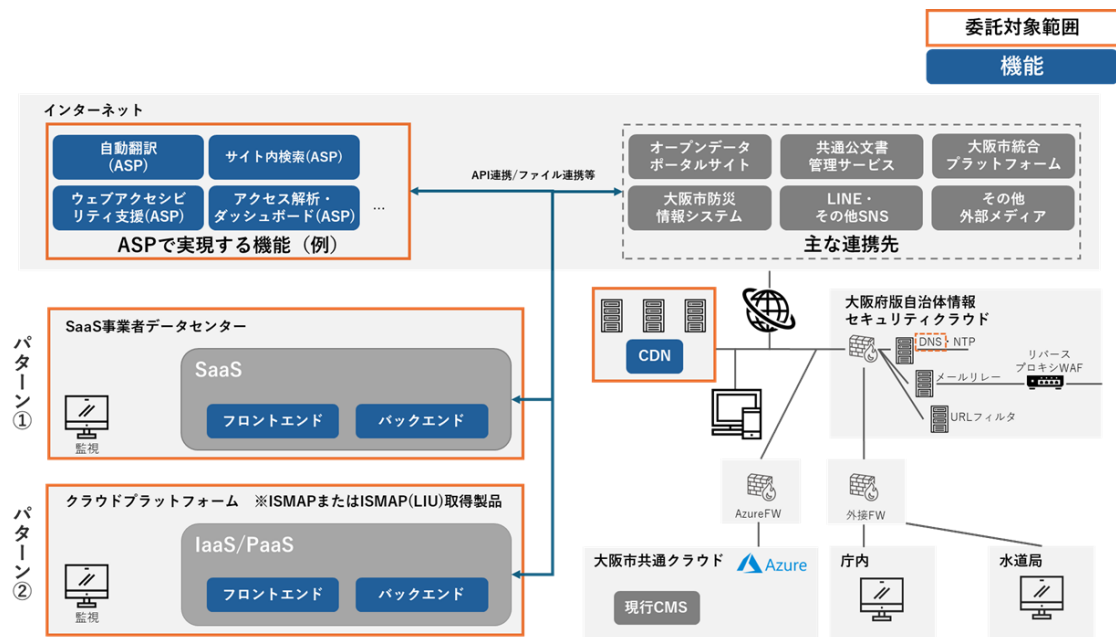 委託対象範囲
機能
インターネット
自動翻訳
(ASP)
サイト内検索(ASP)
ウェブアクセシビ
リティ支援(ASP)
アクセス解析・
ダッシュボード(ASP)
…
ASPで実現する機能（例）
API連携/ファイル連携等
オープンデータ
ポータルサイト
共通公文書
管理サービス
大阪市統合
プラットフォーム
大阪市防災
情報システム
LINE・
その他SNS
その他
外部メディア
主な連携先
パターン①
SaaS事業者データセンター
SaaS
フロントエンド
バックエンド
監視
CDN
大阪府版自治体情報
セキュリティクラウド
DNS・NTP
リバース
プロキシWAF
メールリレー
URLフィルタ
パターン②
クラウドプラットフォーム　※ISMAPまたはISMAP(LIU)取得製品
IaaS/PaaS
フロントエンド
バックエンド
監視
AzureFW
外接FW
大阪市共通クラウド
Azure
現行CMS
庁内
水道局